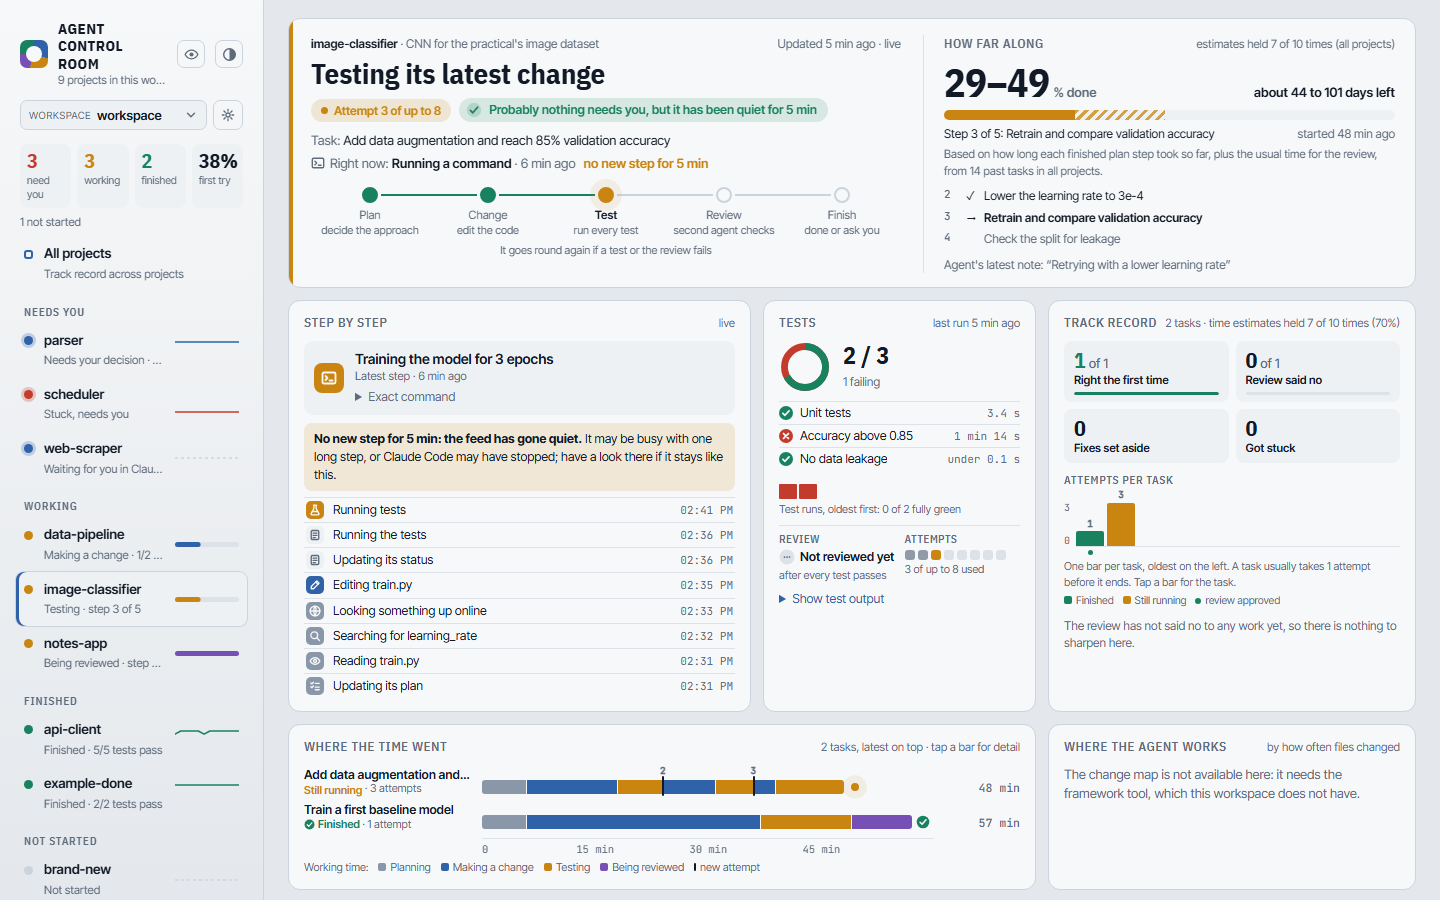 AGENT
CONTROL
ROOM
9 projects in this wo...
WORKSPACE workspace
3 need you
3 working
2 finished
38% first try
1 not started
All projects
Track record across projects
NEEDS YOU
parser
Needs your decision · ...
scheduler
Stuck, needs you
web-scraper
Waiting for you in Clau...
WORKING
data-pipeline
Making a change · 1/2 ...
image-classifier
Testing · step 3 of 5
notes-app
Being reviewed · step ...
FINISHED
api-client
Finished · 5/5 tests pass
example-done
Finished · 2/2 tests pass
NOT STARTED
brand-new
Not started
image-classifier · CNN for the practical's image dataset
Updated 5 min ago · live
Testing its latest change
Attempt 3 of up to 8
Probably nothing needs you, but it has been quiet for 5 min
Task: Add data augmentation and reach 85% validation accuracy
Right now: Running a command · 6 min ago no new step for 5 min
Plan
decide the approach
Change
edit the code
Test
run every test
Review
second agent checks
Finish
done or ask you
It goes round again if a test or the review fails
HOW FAR ALONG
estimates held 7 of 10 times (all projects)
29–49 % done
about 44 to 101 days left
Step 3 of 5: Retrain and compare validation accuracy
started 48 min ago
Based on how long each finished plan step took so far, plus the usual time for the review,
from 14 past tasks in all projects.
2 ✓ Lower the learning rate to 3e-4
3 → Retrain and compare validation accuracy
4 Check the split for leakage
Agent's latest note: “Retrying with a lower learning rate”
STEP BY STEP
live
Training the model for 3 epochs
Latest step · 6 min ago
Exact command
No new step for 5 min: the feed has gone quiet. It may be busy with one
long step, or Claude Code may have stopped; have a look there if it stays like
this.
Running tests 02:41 PM
Running the tests 02:36 PM
Updating its status 02:36 PM
Editing train.py 02:35 PM
Looking something up online 02:33 PM
Searching for learning_rate 02:32 PM
Reading train.py 02:31 PM
Updating its plan 02:31 PM
TESTS
last run 5 min ago
2 / 3
1 failing
Unit tests 3.4 s
Accuracy above 0.85 1 min 14 s
No data leakage under 0.1 s
Test runs, oldest first: 0 of 2 fully green
REVIEW
Not reviewed yet
after every test passes
ATTEMPTS
3 of up to 8 used
Show test output
TRACK RECORD
2 tasks · time estimates held 7 of 10 times (70%)
1 of 1
Right the first time
0 of 1
Review said no
0
Fixes set aside
0
Got stuck
ATTEMPTS PER TASK
3
0
1
3
One bar per task, oldest on the left. A task usually takes 1 attempt
before it ends. Tap a bar for the task.
Finished Still running review approved
The review has not said no to any work yet, so there is nothing to
sharpen here.
WHERE THE TIME WENT
2 tasks, latest on top · tap a bar for detail
Add data augmentation and...
Still running · 3 attempts
2
3
48 min
Train a first baseline model
Finished · 1 attempt
57 min
0 15 min 30 min 45 min
Working time: Planning Making a change Testing Being reviewed new attempt
WHERE THE AGENT WORKS
by how often files changed
The change map is not available here: it needs the
framework tool, which this workspace does not have.